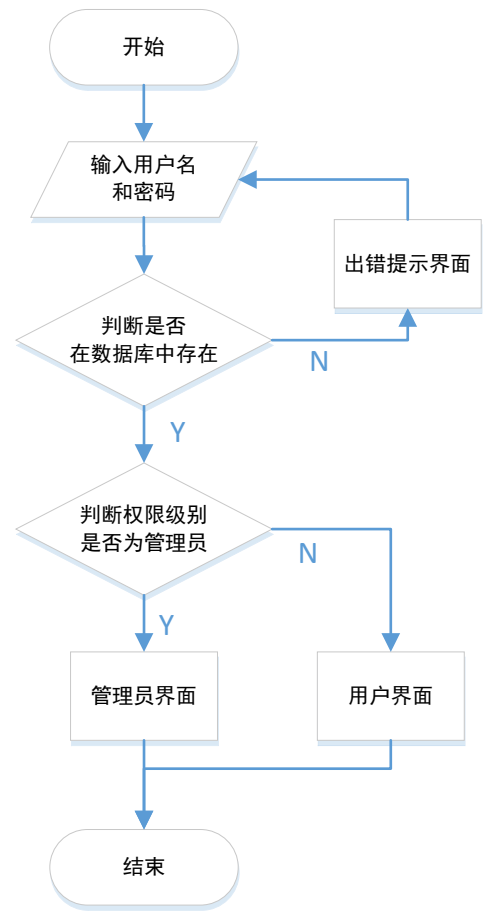 开始
输入用户名
和密码
出错提示界面
判断是否
在数据库中存在
N
Y
判断权限级别
是否为管理员
N
Y
管理员界面
用户界面
结束